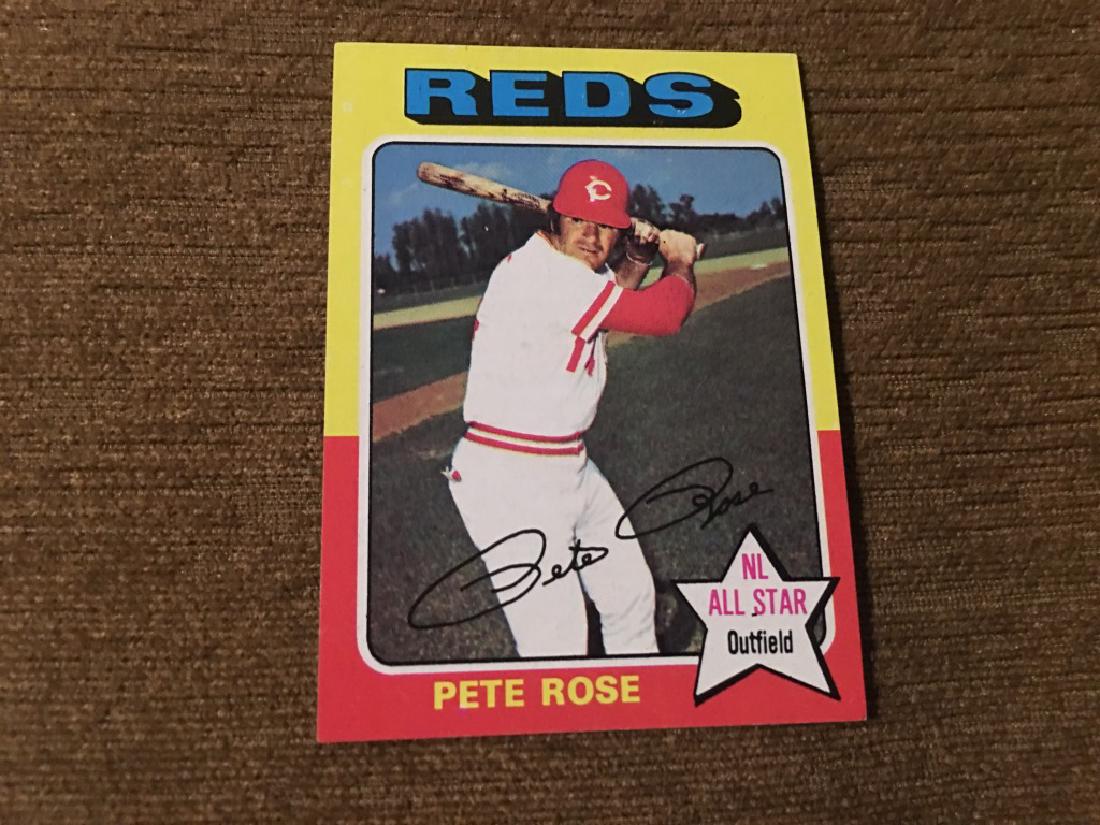 REDS
C
Pete Rose
NL
ALL STAR
Outfield
PETE ROSE